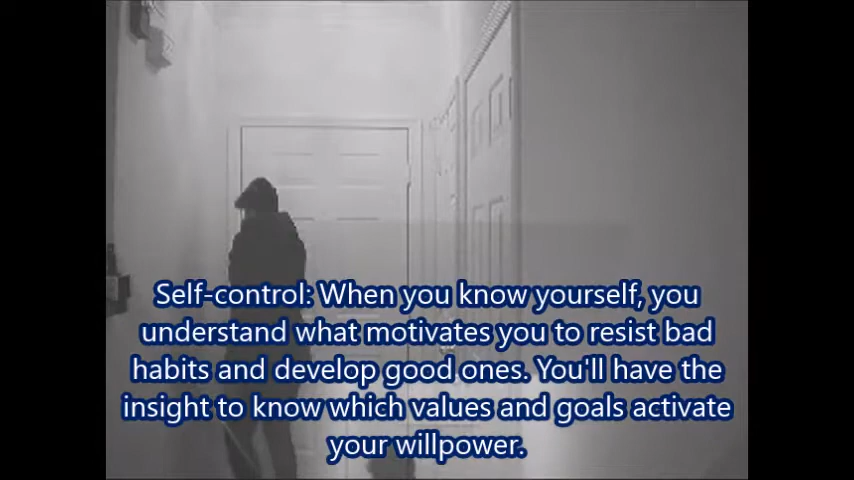 Self-control: When you know yourself, you
understand what motivates you to resist bad
habits and develop good ones. You'll have the
insight to know which values and goals activate
your willpower.